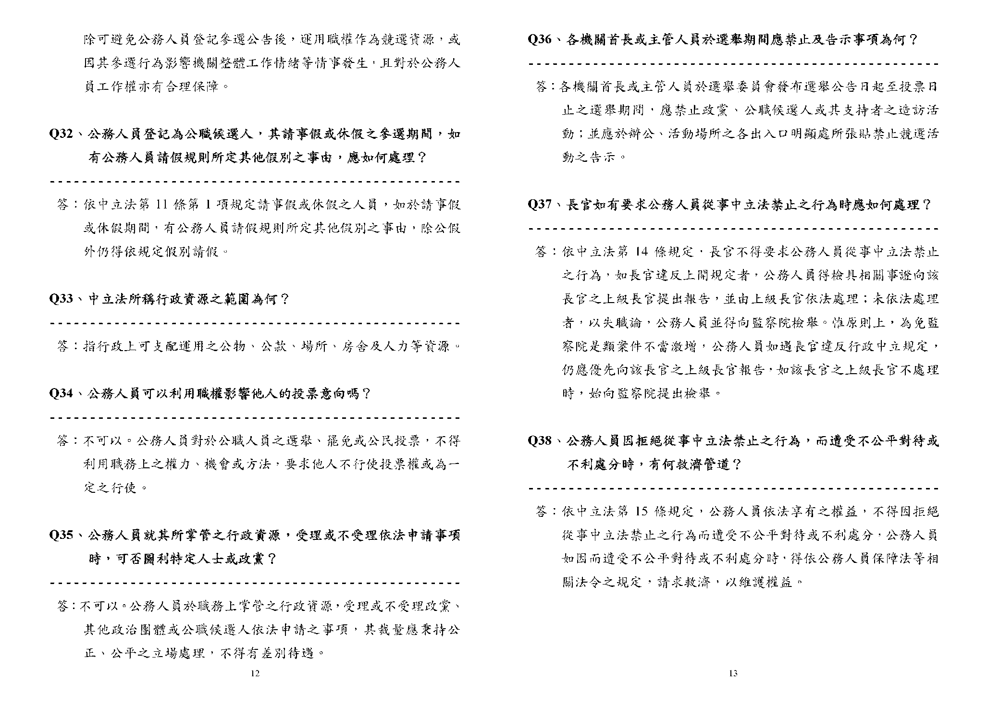 除可避免公務人員登記參選公告後，運用職權作為競選資源，或
因其參選行為影響機關整體工作情緒等情事發生，且對於公務人
員工作權亦有合理保障。
Q32、公務人員登記為公職候選人，其請事假或休假之參選期間，如
有公務人員請假規則所定其他假別之事由，應如何處理？
--------------------------------------------------
答：依中立法第 11 條第 1 項規定請事假或休假之人員，如於請事假
或休假期間，有公務人員請假規則所定其他假別之事由，除公假
外仍得依規定假別請假。
Q33、中立法所稱行政資源之範圍為何？
--------------------------------------------------
答：指行政上可支配運用之公物、公款、場所、房舍及人力等資源。
Q34、公務人員可以利用職權影響他人的投票意向嗎？
--------------------------------------------------
答：不可以。公務人員對於公職人員之選舉、罷免或公民投票，不得
利用職務上之權力、機會或方法，要求他人不行使投票權或為一
定之行使。
Q35、公務人員就其所掌管之行政資源，受理或不受理依法申請事項
時，可否圖利特定人士或政黨？
--------------------------------------------------
答：不可以。公務人員於職務上掌管之行政資源，受理或不受理政黨、
其他政治團體或公職候選人依法申請之事項，其裁量應秉持公
正、公平之立場處理，不得有差別待遇。
12
Q36、各機關首長或主管人員於選舉期間應禁止及告示事項為何？
--------------------------------------------------
答：各機關首長或主管人員於選舉委員會發布選舉公告日起至投票日
止之選舉期間，應禁止政黨、公職候選人或其支持者之造訪活
動；並應於辦公、活動場所之各出入口明顯處所張貼禁止競選活
動之告示。
Q37、長官如有要求公務人員從事中立法禁止之行為時應如何處理？
--------------------------------------------------
答：依中立法第 14 條規定，長官不得要求公務人員從事中立法禁止
之行為，如長官違反上開規定者，公務人員得檢具相關事證向該
長官之上級長官提出報告，並由上級長官依法處理；未依法處理
者，以失職論，公務人員並得向監察院檢舉。惟原則上，為免監
察院是類案件不當激增，公務人員如遇長官違反行政中立規定，
仍應優先向該長官之上級長官報告，如該長官之上級長官不處理
時，始向監察院提出檢舉。
Q38、公務人員因拒絕從事中立法禁止之行為，而遭受不公平對待或
不利處分時，有何救濟管道？
--------------------------------------------------
答：依中立法第 15 條規定，公務人員依法享有之權益，不得因拒絕
從事中立法禁止之行為而遭受不公平對待或不利處分，公務人員
如因而遭受不公平對待或不利處分時，得依公務人員保障法等相
關法令之規定，請求救濟，以維護權益。
13